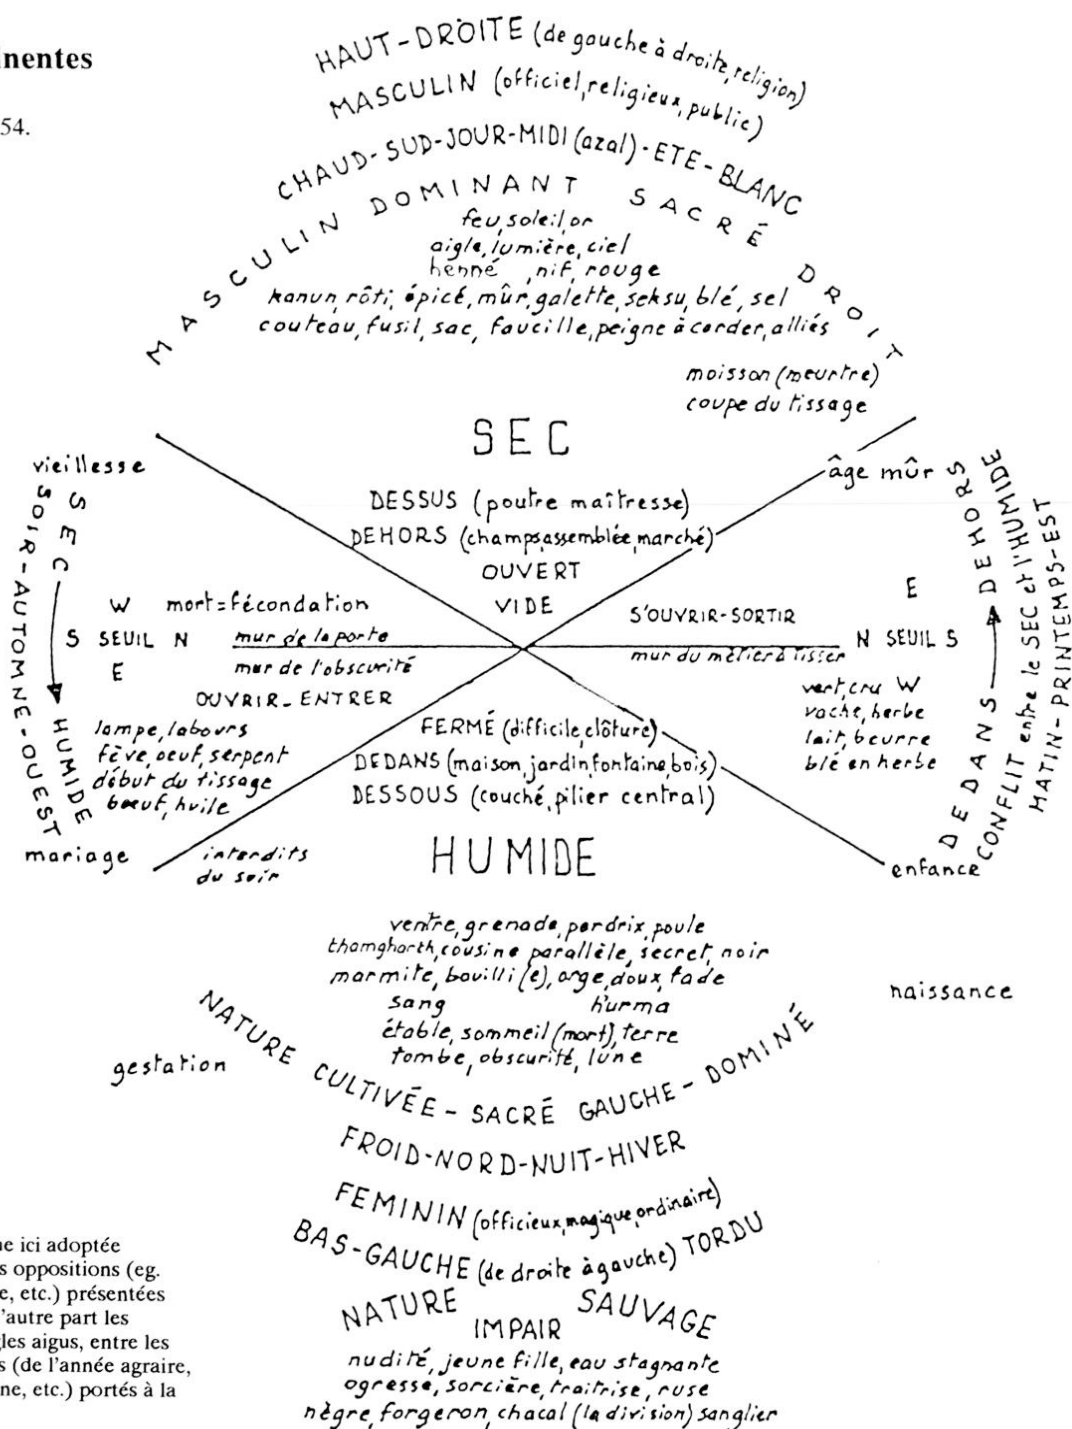 inentes
54.
HAUT-DROITE (de gauche à droite, religion)
MASCULIN (officiel, religieux, public)
CHAUD-SUD-JOUR-MIDI (azal)-ETE-BLANC
MASCULIN DOMINANT SACRÉ DROIT
feu, soleil, or
aigle, lumière, ciel
henné, nif, rouge
kanun, rôti, épicé, mûr, galette, seksu, blé, sel
couteau, fusil, sac, faucille, peigne à carder, alliés
moisson (meurtre)
coupe du tissage
SEC
vieillesse
âge mûr
DESSUS (poutre maîtresse)
DEHORS (champs, assemblée, marché)
OUVERT
VIDE
SOIR-AUTOMNE-OUEST
SEC
HUMIDE
W
mort=fécondation
S SEUIL N
mur de la porte
E
mur de l'obscurité
OUVRIR-ENTRER
S'OUVRIR-SORTIR
E
N SEUIL S
mur du métier à tisser
W
vert, cru
vache, herbe
lait, beurre
blé en herbe
DEDANS
DEHORS
CONFLIT entre le SEC et l'HUMIDE
MATIN-PRINTEMPS-EST
lampe, labours
fève, oeuf, serpent
début du tissage
bœuf, huile
FERMÉ (difficile, clôture)
DEDANS (maison, jardin, fontaine, bois)
DESSOUS (couché, pilier central)
mariage
interdits
du soir
HUMIDE
enfance
ventre, grenade, perdrix, poule
thamgharth, cousine parallèle, secret, noir
marmite, bouilli (e), orge, doux, fade
sang h'urma
étable, sommeil (mort), terre
tombe, obscurité, lune
naissance
gestation
NATURE CULTIVÉE-SACRÉ GAUCHE-DOMINÉ
FROID-NORD-NUIT-HIVER
FEMININ (officieux, magique, ordinaire)
BAS-GAUCHE (de droite à gauche) TORDU
NATURE SAUVAGE
IMPAIR
nudité, jeune fille, eau stagnante
ogresse, sorcière, traitrise, ruse
nègre, forgeron, chacal (la division) sanglier
ne ici adoptée
s oppositions (eg.
e, etc.) présentées
l'autre part les
gles aigus, entre les
s (de l'année agraire,
ne, etc.) portés à la